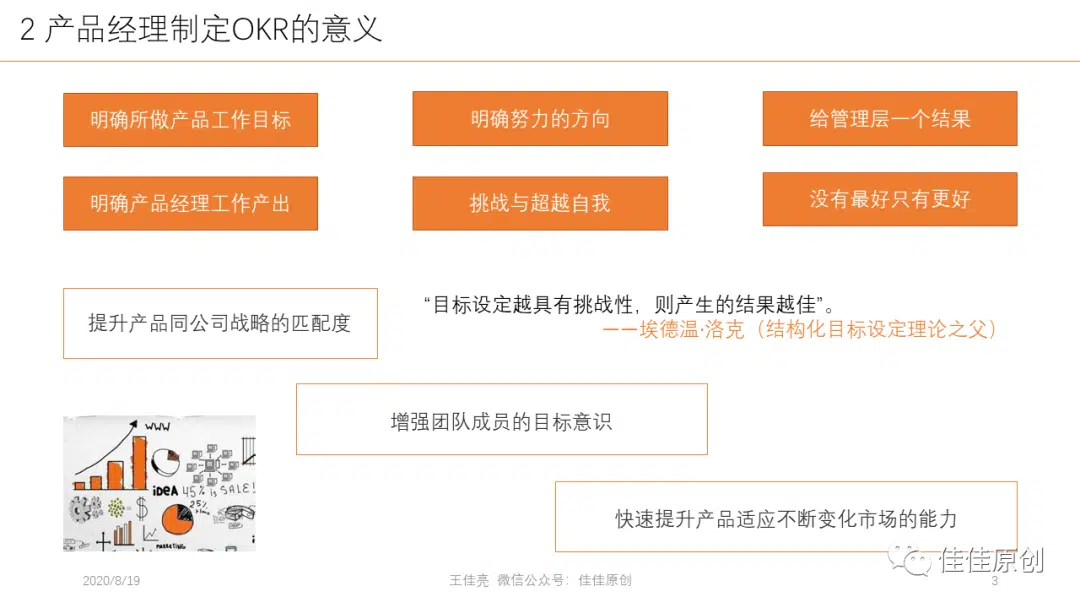 2 产品经理制定OKR的意义
明确所做产品工作目标
明确努力的方向
给管理层一个结果
明确产品经理工作产出
挑战与超越自我
没有最好只有更好
提升产品同公司战略的匹配度
“目标设定越具有挑战性，则产生的结果越佳”。
——埃德温·洛克（结构化目标设定理论之父）
增强团队成员的目标意识
WWW
iDEA 45% is SALE!
25%
MARKETING
快速提升产品适应不断变化市场的能力
佳佳原创
2020/8/19
王佳亮 微信公众号：佳佳原创
3